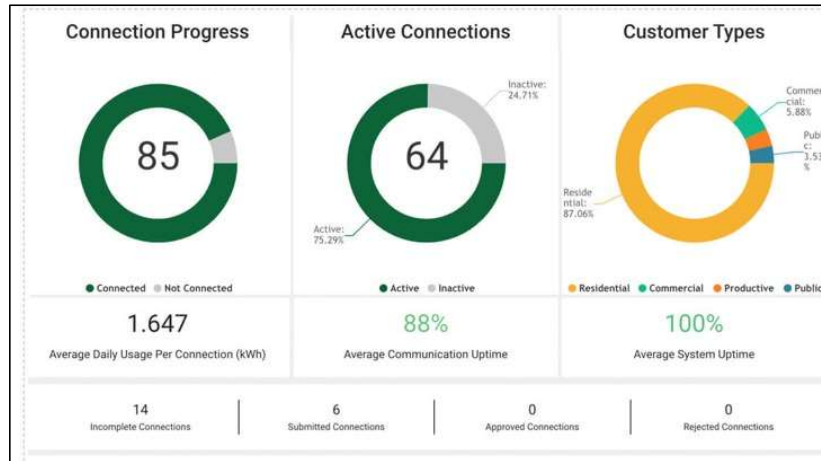 Connection Progress
Active Connections
Customer Types
85
64
Inactive:
24.71%
Active:
75.29%
Commer
cial:
5.88%
Publi
c:
3.53
%
Reside
ntial:
87.06%
Connected Not Connected
Active Inactive
Residential Commercial Productive Public
1.647
Average Daily Usage Per Connection (kWh)
88%
Average Communication Uptime
100%
Average System Uptime
14
Incomplete Connections
6
Submitted Connections
0
Approved Connections
0
Rejected Connections